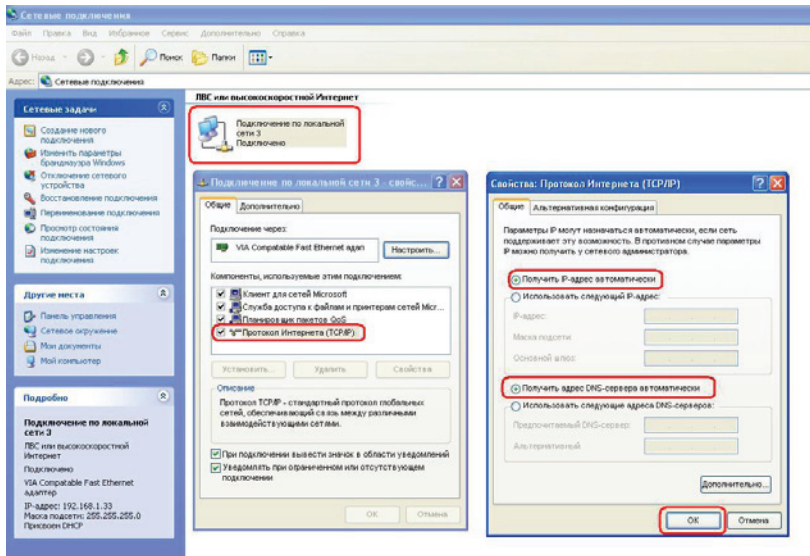 Сетевые подключения
Файл Правка Вид Избранное Сервис Дополнительно Справка
Назад Поиск Папки
Адрес: Сетевые подключения
Сетевые задачи
Создание нового
подключения
Изменить параметры
брандмауэра Windows
Отключение сетевого
устройства
Восстановление подключения
Переименование подключения
Просмотр состояния
подключения
Изменение настроек
подключения
Другие места
Панель управления
Сетевое окружение
Мои документы
Мой компьютер
Подробно
Подключение по локальной
сети 3
ЛВС или высокоскоростной
Интернет
Подключено
VIA Compatable Fast Ethernet
адаптер
IP-адрес: 192.168.1.33
Маска подсети: 255.255.255.0
Присвоен DHCP
ЛВС или высокоскоростной Интернет
Подключение по локальной
сети 3
Подключено
Подключение по локальной сети 3 - свойс...
Общие Дополнительно
Подключение через:
VIA Compatable Fast Ethernet адап Настроить...
Компоненты, используемые этим подключением:
Клиент для сетей Microsoft
Служба доступа к файлам и принтерам сетей Micr...
Планировщик пакетов QoS
Протокол Интернета (TCP/IP)
Установить... Удалить Свойства
Описание
Протокол TCP/IP - стандартный протокол глобальных
сетей, обеспечивающий связь между различными
взаимодействующими сетями.
При подключении вывести значок в области уведомлений
Уведомлять при ограниченном или отсутствующем
подключении
OK Отмена
Свойства: Протокол Интернета (TCP/IP)
Общие Альтернативная конфигурация
Параметры IP могут назначаться автоматически, если сеть
поддерживает эту возможность. В противном случае параметры
IP можно получить у сетевого администратора.
Получить IP-адрес автоматически
Использовать следующий IP-адрес:
IP-адрес:
Маска подсети
Основной шлюз:
Получить адрес DNS-сервера автоматически
Использовать следующие адреса DNS-серверов:
Предпочитаемый DNS-сервер:
Альтернативный
Дополнительно...
OK Отмена